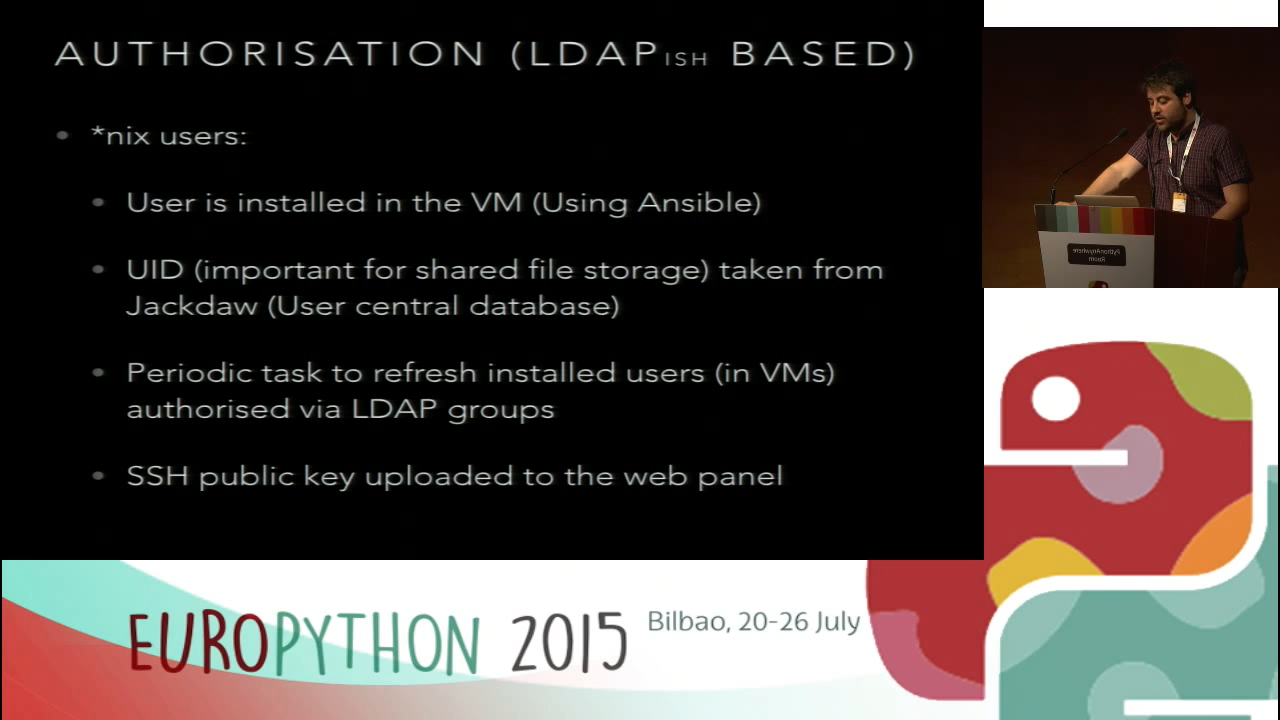 AUTHORISATION (LDAPISH BASED)
• *nix users:
• User is installed in the VM (Using Ansible)
• UID (important for shared file storage) taken from
Jackdaw (User central database)
• Periodic task to refresh installed users (in VMs)
authorised via LDAP groups
• SSH public key uploaded to the web panel
PythonAnywhere
Room
EUROPYTHON 2015
Bilbao, 20-26 July